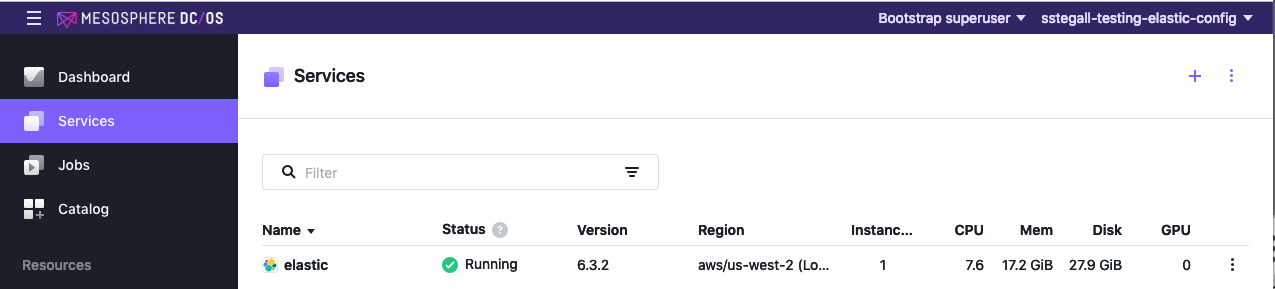 MESOSPHERE DC/OS Bootstrap superuser sstegall-testing-elastic-config
Dashboard
Services
Jobs
Catalog
Resources
Services
Filter
Name Status ? Version Region Instanc... CPU Mem Disk GPU
elastic Running 6.3.2 aws/us-west-2 (Lo... 1 7.6 17.2 GiB 27.9 GiB 0